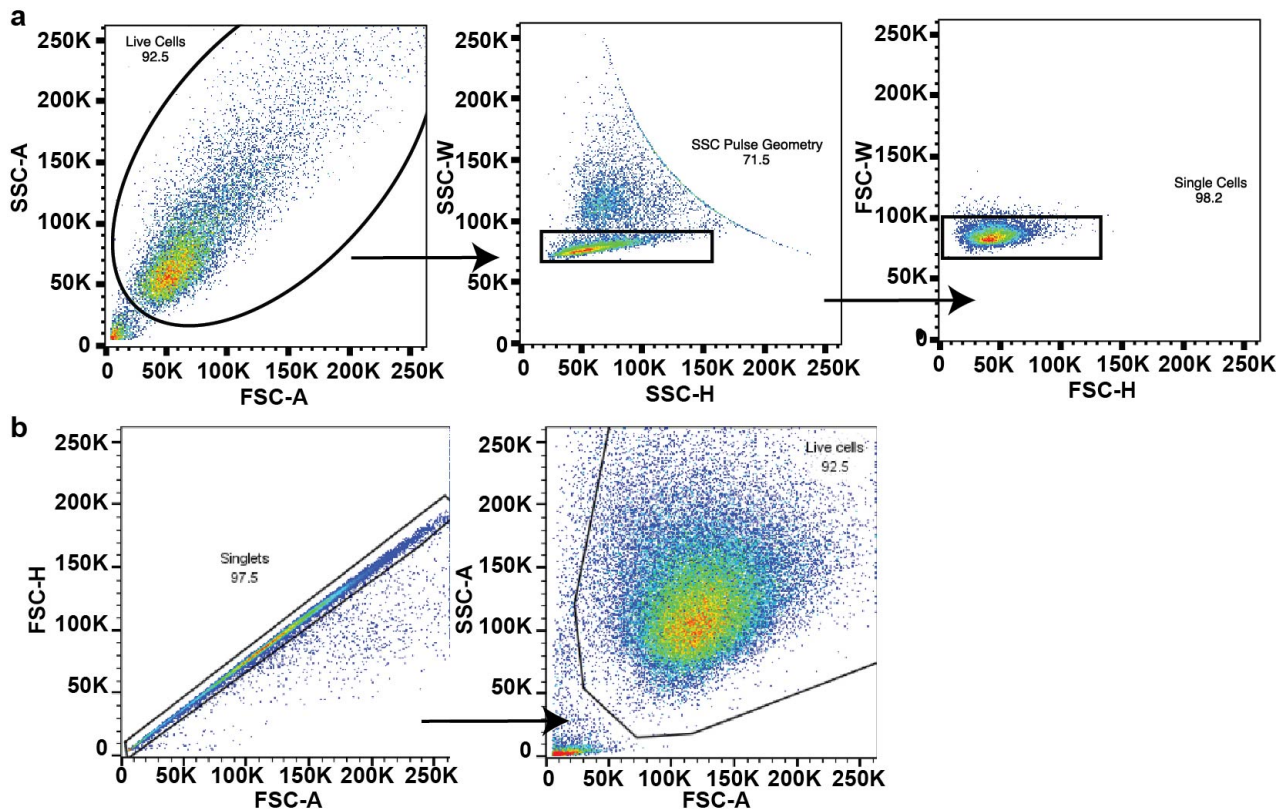 a
250K
200K
150K
100K
50K
0
SSC-A
Live Cells
92.5
0 50K 100K 150K 200K 250K
FSC-A
250K
200K
150K
100K
50K
0
SSC-W
SSC Pulse Geometry
71.5
0 50K 100K 150K 200K 250K
SSC-H
250K
200K
150K
100K
50K
0
FSC-W
Single Cells
98.2
0 50K 100K 150K 200K 250K
FSC-H
b
250K
200K
150K
100K
50K
0
FSC-H
Singlets
97.5
0 50K 100K 150K 200K 250K
FSC-A
250K
200K
150K
100K
50K
0
SSC-A
Live cells
92.5
0 50K 100K 150K 200K 250K
FSC-A